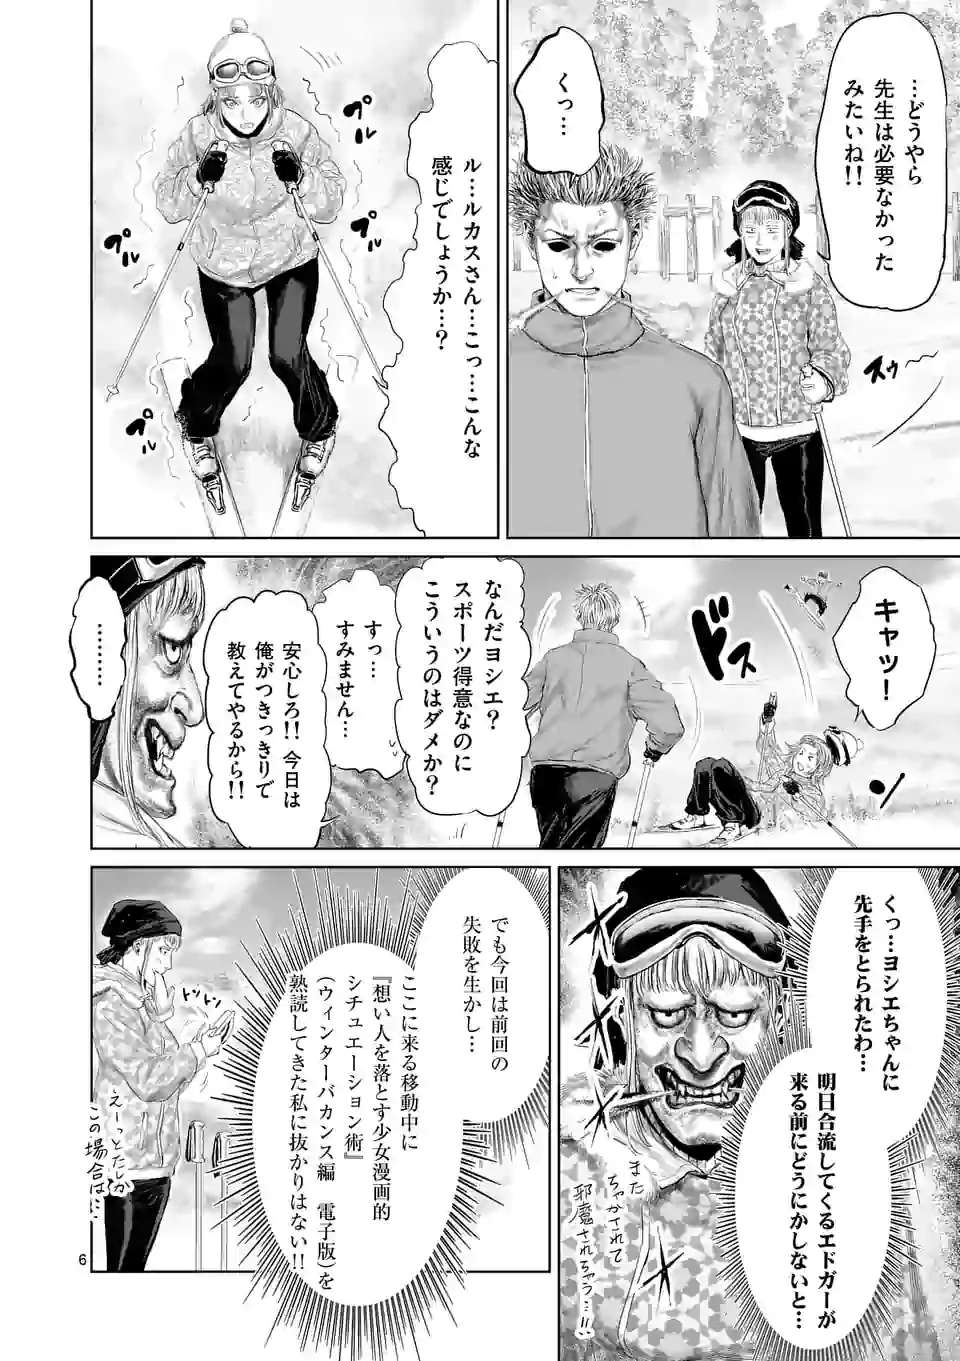 …どうやら
先生は必要なかった
みたいね!!
くっ…
スゥ
ル…ルカスさん…こっ…こんな
感じでしょうか…?
プル
プル
プル
プル
キャッ!
ドス
ン
なんだヨシエ?
スポーツ得意なのに
こういうのはダメか?
すっ…
すみません…
安心しろ!!今日は
俺がつきっきりで
教えてやるから!!
…………
くっ…ヨシエちゃんに
先手をとられたわ…
明日合流してくるエドガーが
来る前にどうにかしないと…
また
ちゃかされて
邪魔されちゃう…!!
でも今回は前回の
失敗を生かし…
ここに来る移動中に
『想い人を落とす少女漫画的
シチュエーション術』
(ウィンターバカンス編 電子版)を
熟読してきた私に抜かりはない!!
トントン
えーっとたしか
この場合は…
6